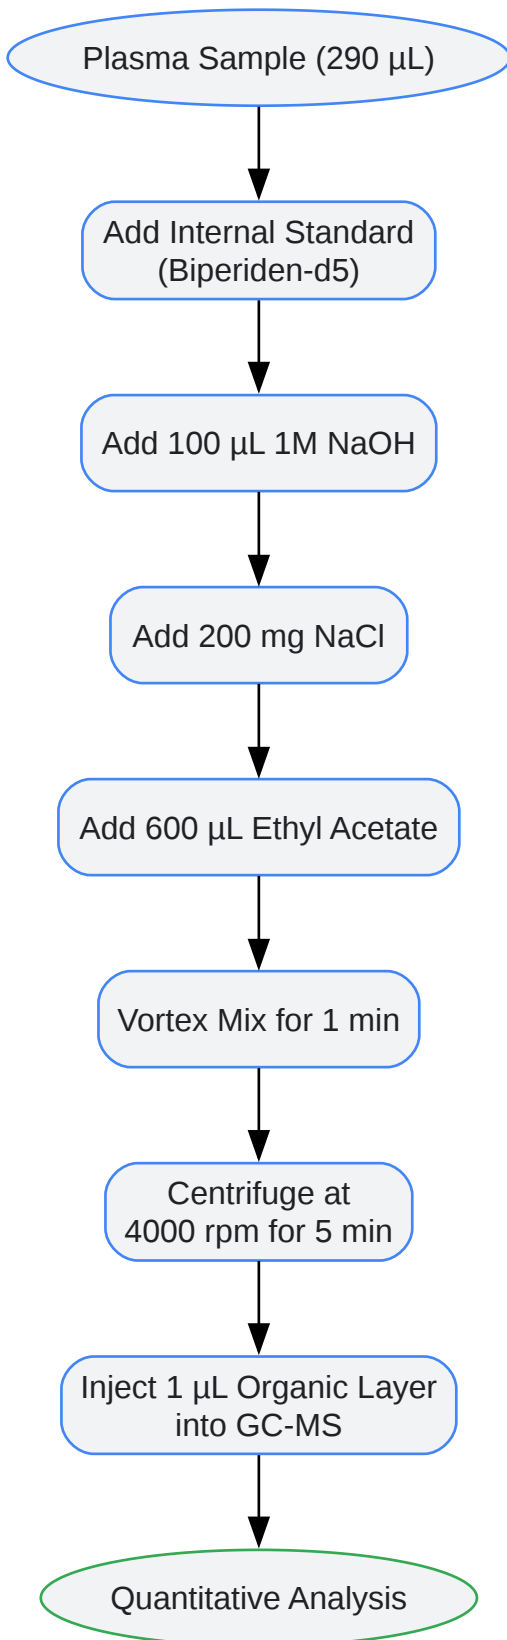 Plasma Sample (290 µL)
Add Internal Standard
(Biperiden-d5)
Add 100 µL 1M NaOH
Add 200 mg NaCl
Add 600 µL Ethyl Acetate
Vortex Mix for 1 min
Centrifuge at
4000 rpm for 5 min
Inject 1 µL Organic Layer
into GC-MS
Quantitative Analysis